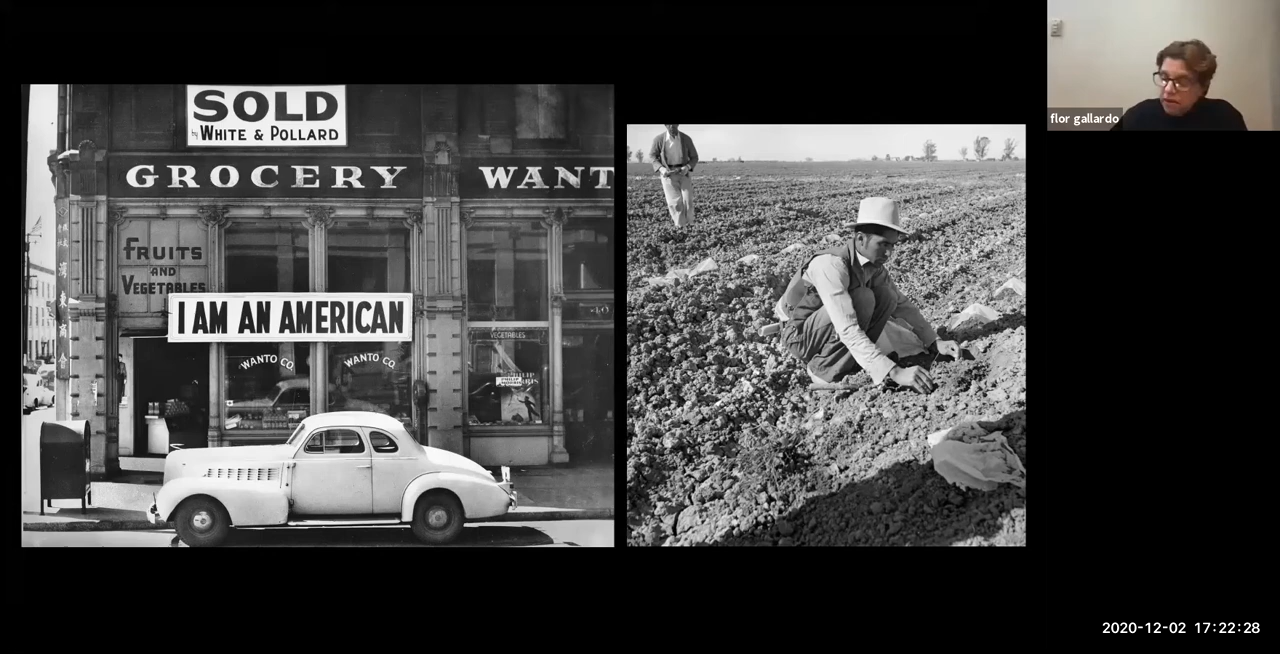 SOLD
by WHITE & POLLARD
GROCERY WANT
FRUITS
AND
VEGETABLES
I AM AN AMERICAN
VEGETABLES
WANTO CO. WANTO CO.
flor gallardo
2020-12-02 17:22:28